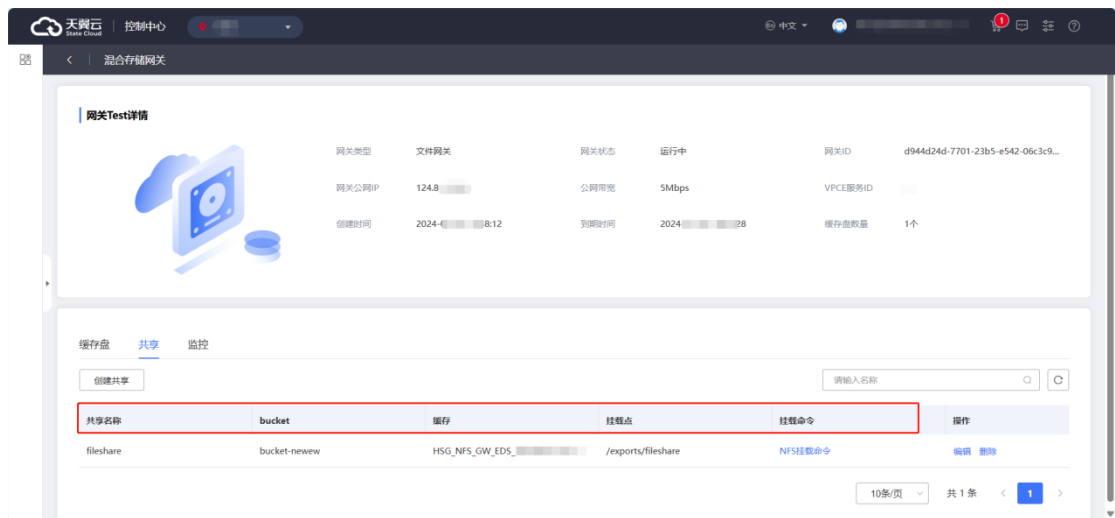 天翼云 State Cloud 控制中心 中文 1
混合存储网关
网关Test详情
网关类型 文件网关 网关状态 运行中 网关ID d944d24d-7701-23b5-e542-06c3c9...
网关公网IP 124.8 公网带宽 5Mbps VPCE服务ID
创建时间 2024- 8:12 到期时间 2024 28 缓存盘数量 1个
缓存盘 共享 监控
创建共享 请输入名称
共享名称 bucket 缓存 挂载点 挂载命令 操作
fileshare bucket-newew HSG_NFS_GW_EDS_ /exports/fileshare NFS挂载命令 编辑 删除
10条/页 共 1 条 1